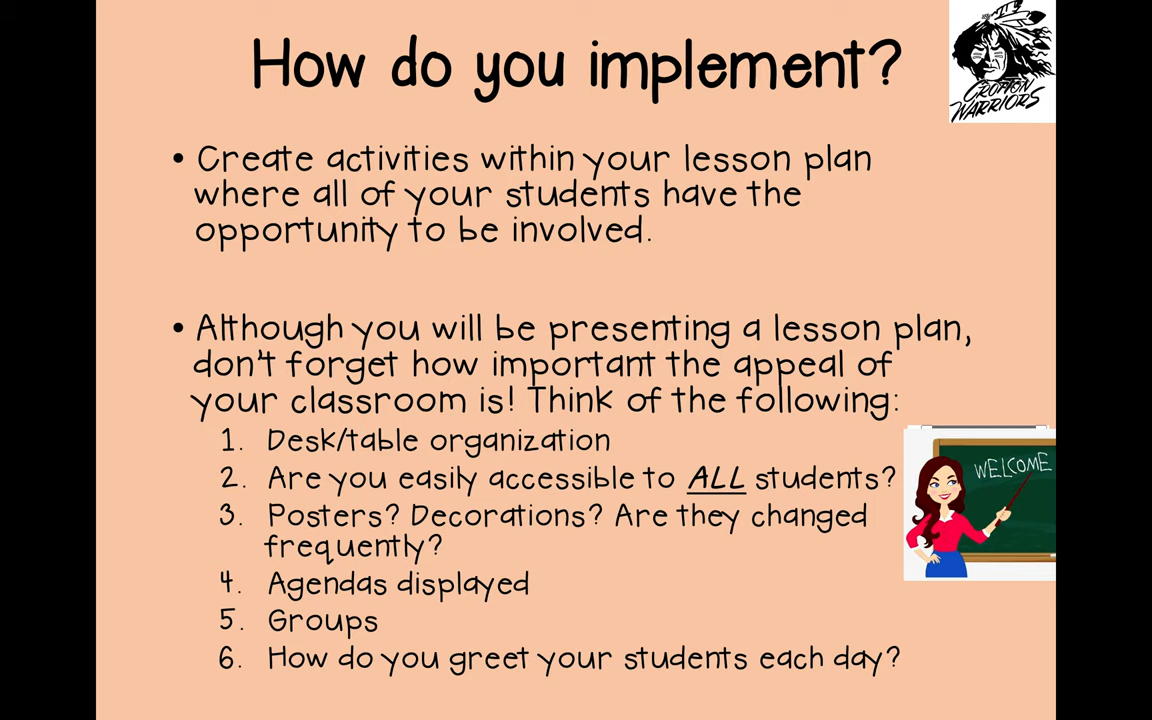 How do you implement?
CROFTON
WARRIORS
• Create activities within your lesson plan
where all of your students have the
opportunity to be involved.
• Although you will be presenting a lesson plan,
don't forget how important the appeal of
your classroom is! Think of the following:
1. Desk/table organization
2. Are you easily accessible to ALL students?
3. Posters? Decorations? Are they changed
frequently?
4. Agendas displayed
5. Groups
6. How do you greet your students each day?
WELCOME